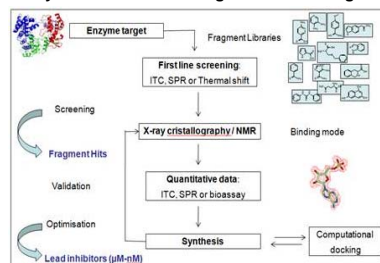 Enzyme target
Fragment Libraries
First line screening:
ITC, SPR or Thermal shift
Screening
X-ray cristallography / NMR
Binding mode
Fragment Hits
Validation
Quantitative data:
ITC, SPR or bioassay
Optimisation
Synthesis
Computational
docking
Lead inhibitors (µM-nM)